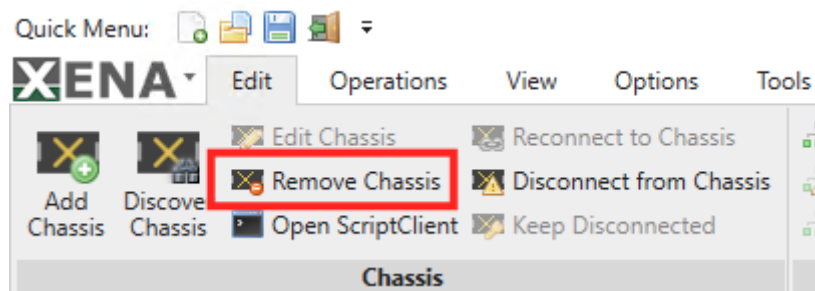 Quick Menu:
XENA Edit Operations View Options Tools
Edit Chassis Reconnect to Chassis
Remove Chassis Disconnect from Chassis
Add Chassis
Discove Chassis
Open ScriptClient Keep Disconnected
Chassis